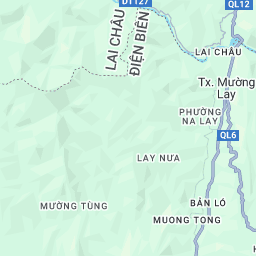 DT127
QL12
LAI CHÂU
LAI CHÂU
ĐIỆN BIÊN
Tx. Mường
Lay
PHƯỜNG
NA LAY
QL6
LAY NƯA
MƯỜNG TÙNG
BẢN LÓ
MUONG TONG